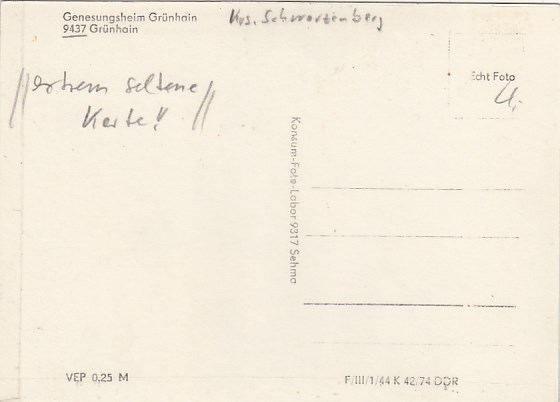 Genesungsheim Grünhain
9437 Grünhain
Krs. Schwarzenberg
Echt Foto
4,-
//extrem seltene
Karte!! //
Konsum-Foto-Labor 9317 Sehma
VEP 0,25 M
F/III/1/44 K 42/74 DDR